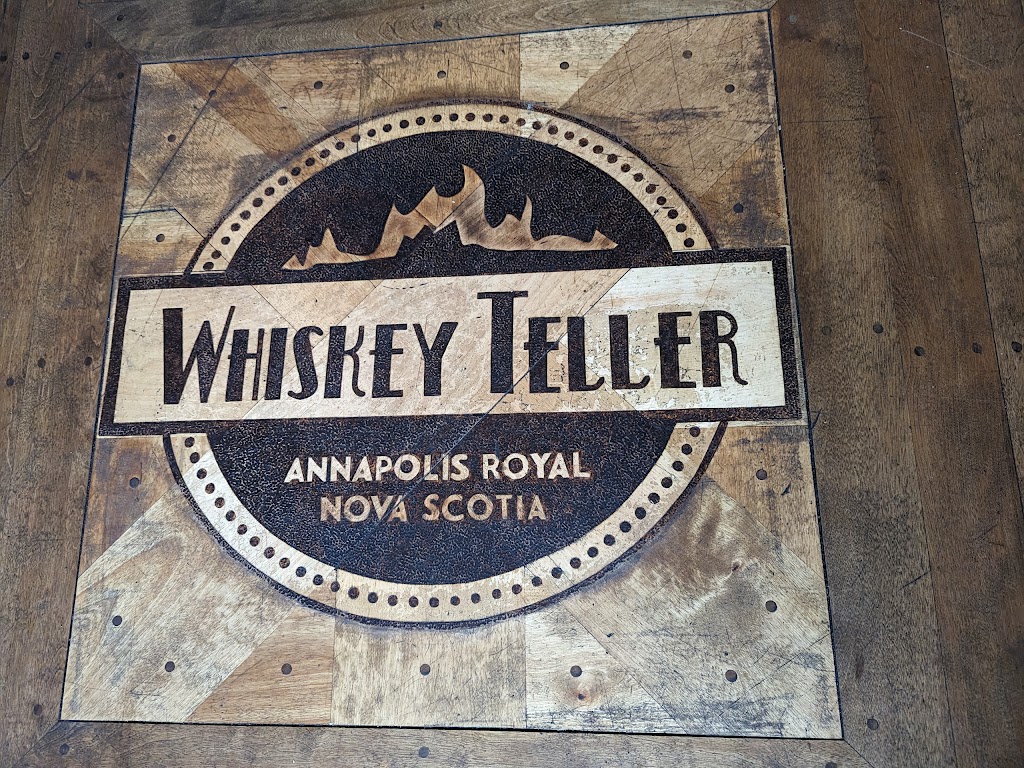 WHISKEY TELLER
ANNAPOLIS ROYAL
NOVA SCOTIA